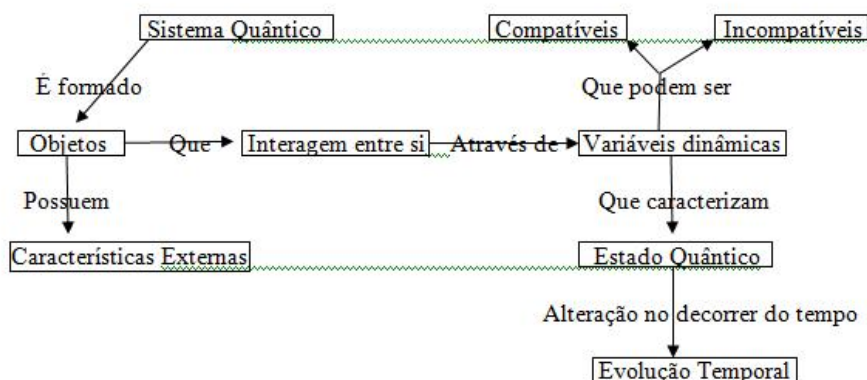 Sistema Quântico Compatíveis Incompatíveis
É formado Que podem ser
Objetos Que Interagem entre si Através de Variáveis dinâmicas
Possuem Que caracterizam
Características Externas Estado Quântico
Alteração no decorrer do tempo
Evolução Temporal